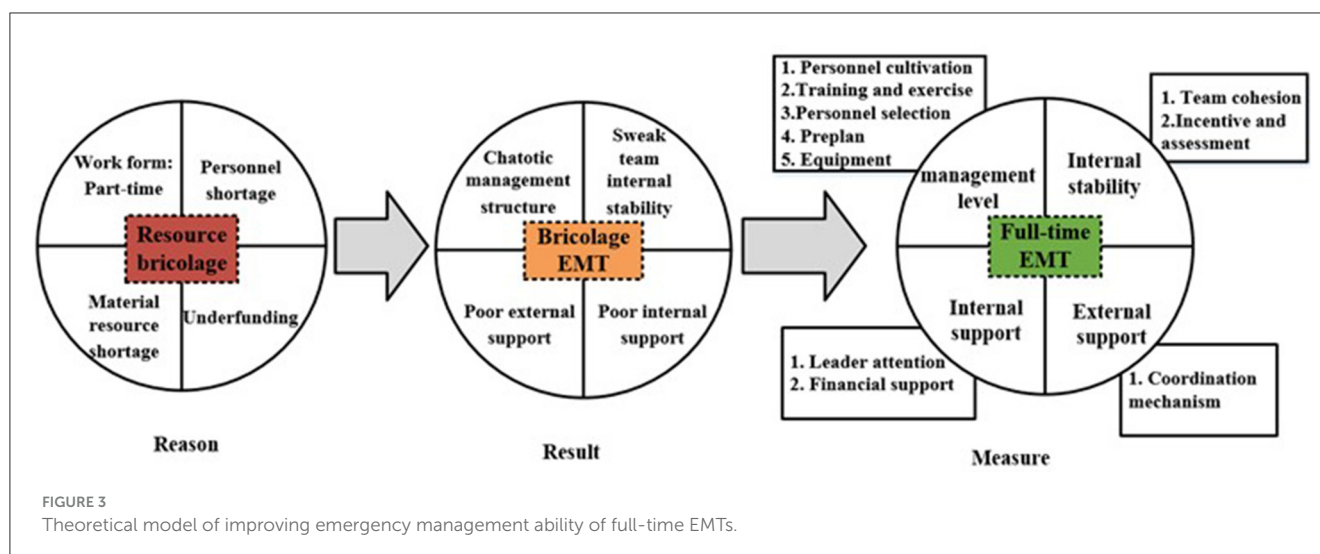 Work form:
Part-time
Personnel
shortage
Resource
bricolage
Material
resource
shortage
Underfunding
Reason
Chatotic
management
structure
Sweak
team
internal
stability
Bricolage
EMT
Poor external
support
Poor internal
support
Result
1. Personnel cultivation
2.Training and exercise
3.Personnel selection
4. Preplan
5. Equipment
1. Team cohesion
2.Incentive and
assessment
management
level
Internal
stability
Full-time
EMT
Internal
support
External
support
1. Leader attention
2. Financial support
1. Coordination
mechanism
Measure
FIGURE 3
Theoretical model of improving emergency management ability of full-time EMTs.